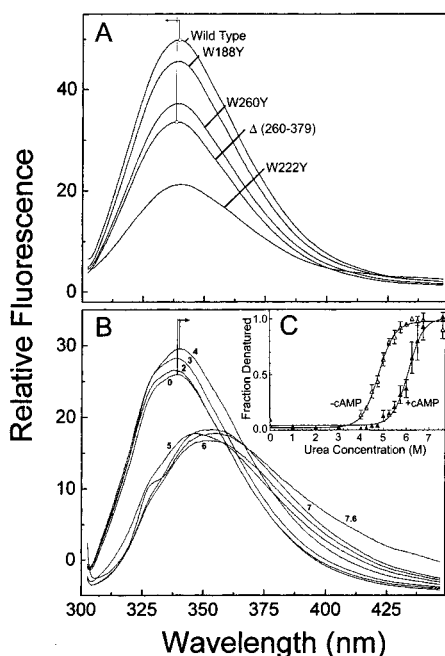 A
Wild Type
W188Y
W260Y
Δ (260-379)
W222Y
40
20
0
Relative Fluorescence
B
30
20
10
0
4
3
2
0
5
6
7
7.6
C
1.0
0.5
0.0
Fraction Denatured
-cAMP
+cAMP
0 1 2 3 4 5 6 7
Urea Concentration (M)
300 325 350 375 400 425
Wavelength (nm)